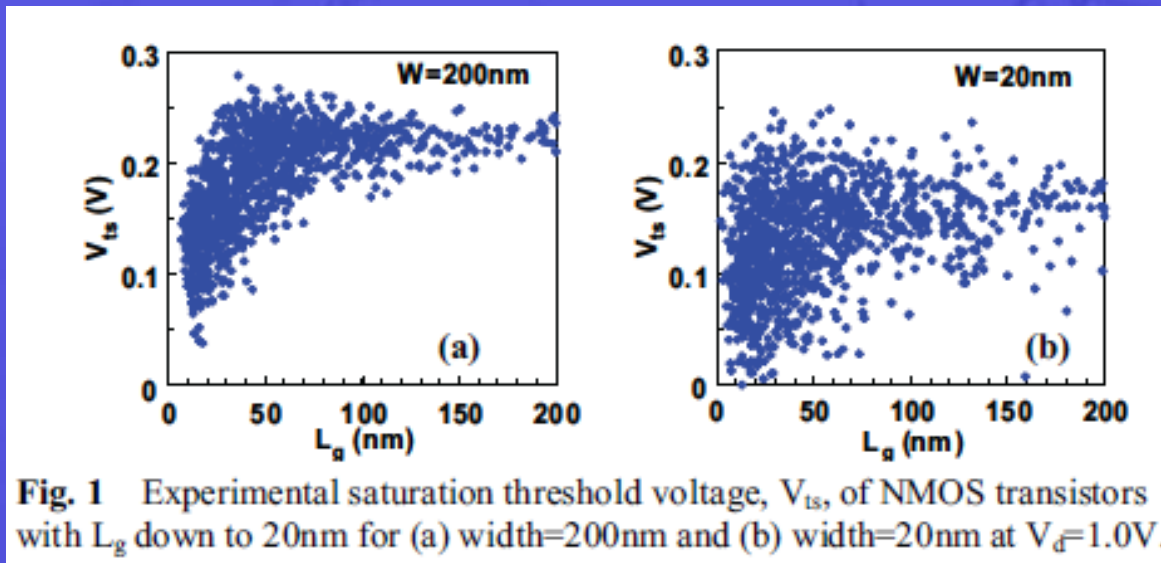 0.3
W=200nm
0.2
V_ts (V)
0.1
(a)
0
0 50 100 150 200
L_g (nm)
0.3
W=20nm
0.2
V_ts (V)
0.1
(b)
0
0 50 100 150 200
L_g (nm)
Fig. 1 Experimental saturation threshold voltage, V_ts, of NMOS transistors
with L_g down to 20nm for (a) width=200nm and (b) width=20nm at V_d=1.0V.